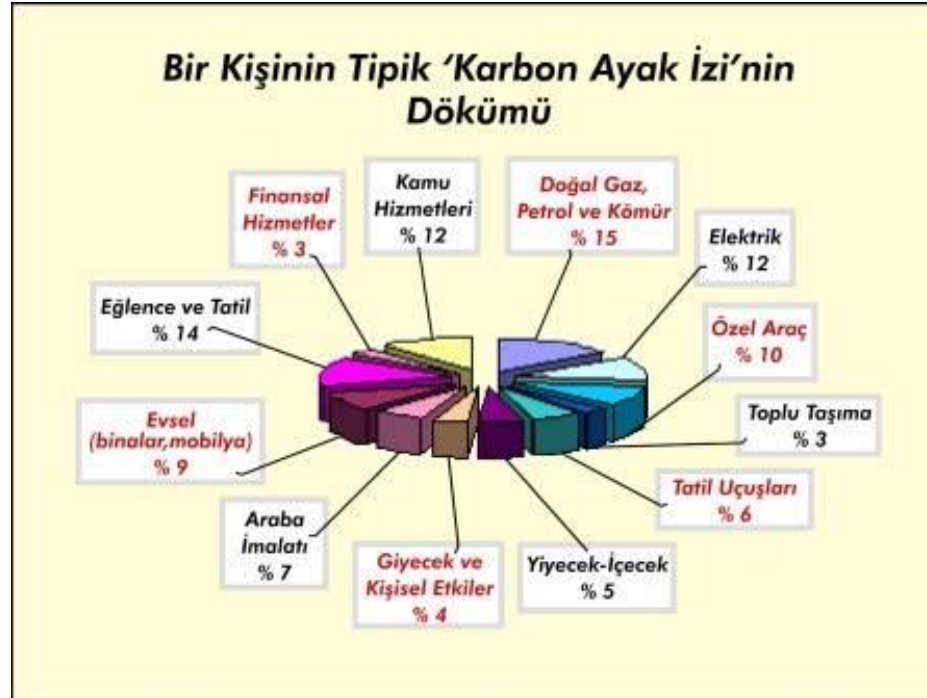 Bir Kişinin Tipik ‘Karbon Ayak İzi’nin
Dökümü
Finansal
Hizmetler
% 3
Kamu
Hizmetleri
% 12
Doğal Gaz,
Petrol ve Kömür
% 15
Elektrik
% 12
Özel Araç
% 10
Toplu Taşıma
% 3
Tatil Uçuşları
% 6
Yiyecek-İçecek
% 5
Giyecek ve
Kişisel Etkiler
% 4
Araba
İmalatı
% 7
Evsel
(binalar,mobilya)
% 9
Eğlence ve Tatil
% 14